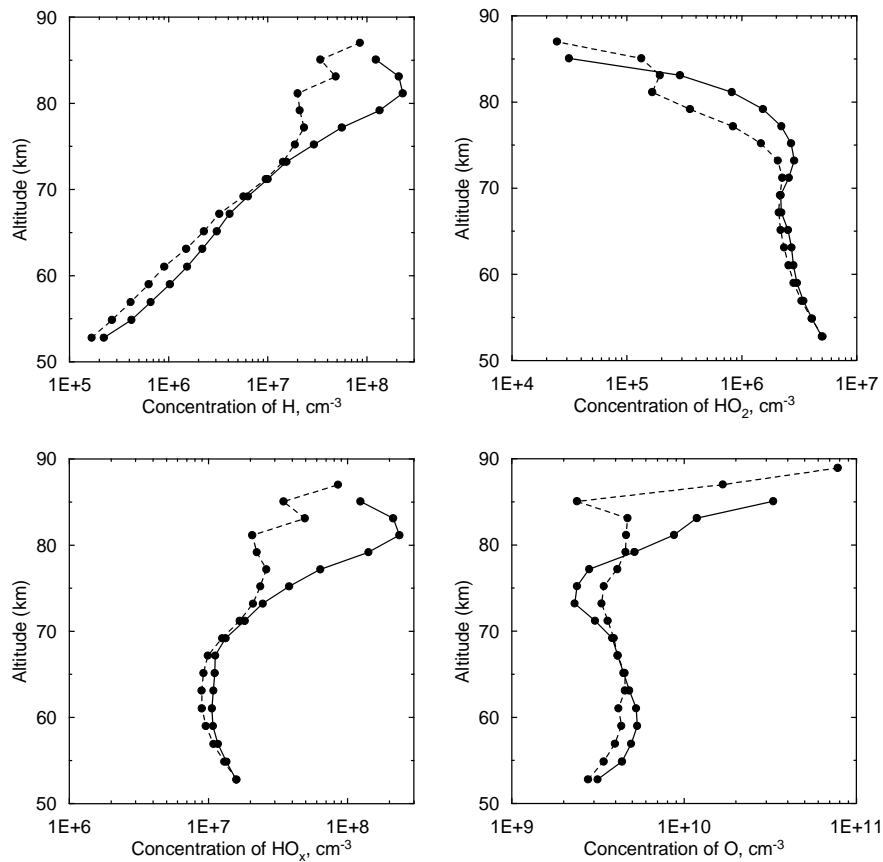 90
80
70
60
50
Altitude (km)
1E+5 1E+6 1E+7 1E+8
Concentration of H, cm-3
90
80
70
60
50
Altitude (km)
1E+4 1E+5 1E+6 1E+7
Concentration of HO2, cm-3
90
80
70
60
50
Altitude (km)
1E+6 1E+7 1E+8
Concentration of HOx, cm-3
90
80
70
60
50
Altitude (km)
1E+9 1E+10 1E+11
Concentration of O, cm-3